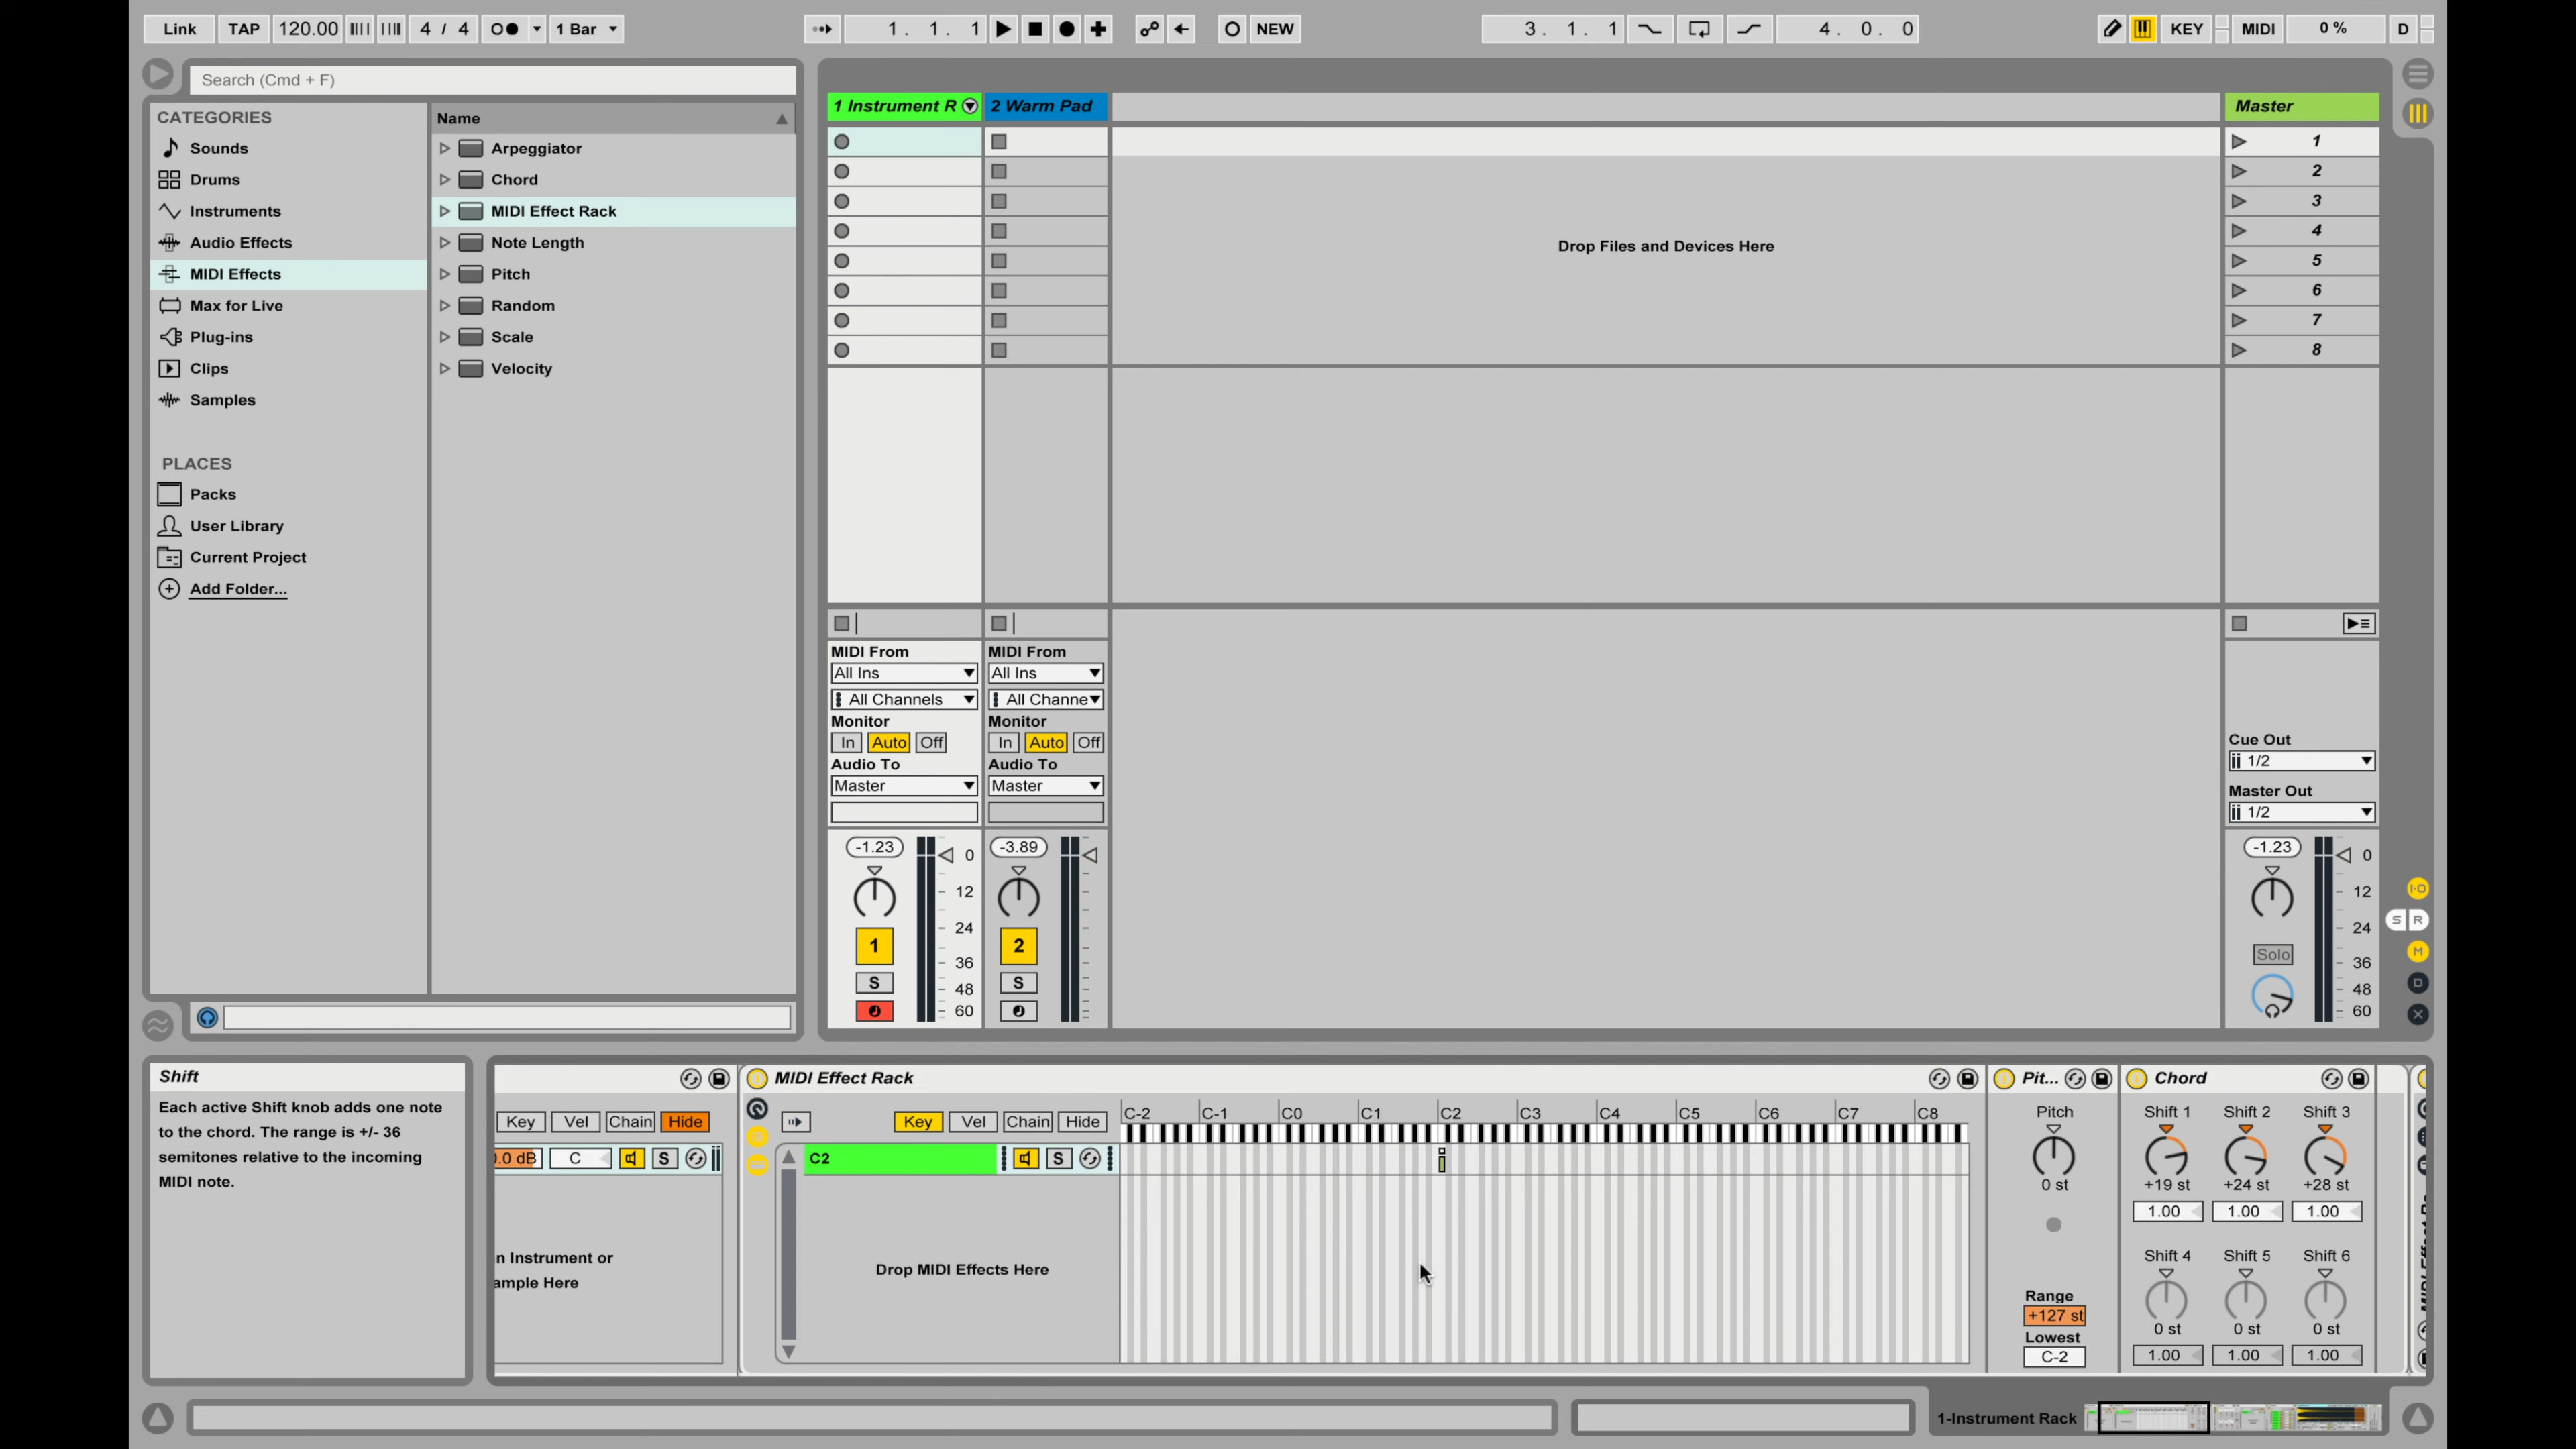 Link TAP 120.00 4 / 4 1 Bar 1. 1. 1 NEW 3. 1. 1 4. 0. 0 KEY MIDI 0 % D
Search (Cmd + F)
CATEGORIES
Sounds
Drums
Instruments
Audio Effects
MIDI Effects
Max for Live
Plug-ins
Clips
Samples
PLACES
Packs
User Library
Current Project
Add Folder...
Name
Arpeggiator
Chord
MIDI Effect Rack
Note Length
Pitch
Random
Scale
Velocity
1 Instrument R 2 Warm Pad Master
Drop Files and Devices Here
1
2
3
4
5
6
7
8
MIDI From MIDI From
All Ins All Ins
All Channels All Channe
Monitor Monitor
In Auto Off In Auto Off
Audio To Audio To
Master Master
Cue Out
1/2
Master Out
1/2
-1.23 -3.89 -1.23
0 0
12 12
24 24
1 2
36 Solo 36
S S
48 48
60 60
I·O
S R
M
D
X
Shift
Each active Shift knob adds one note
to the chord. The range is +/- 36
semitones relative to the incoming
MIDI note.
Key Vel Chain Hide
0.0 dB C S
n Instrument or
ample Here
MIDI Effect Rack
Key Vel Chain Hide
C-2 C-1 C0 C1 C2 C3 C4 C5 C6 C7 C8
C2 S
Drop MIDI Effects Here
Pit...
Pitch
0 st
Range
+127 st
Lowest
C-2
Chord
Shift 1 Shift 2 Shift 3
+19 st +24 st +28 st
1.00 1.00 1.00
Shift 4 Shift 5 Shift 6
0 st 0 st 0 st
1.00 1.00 1.00
1-Instrument Rack